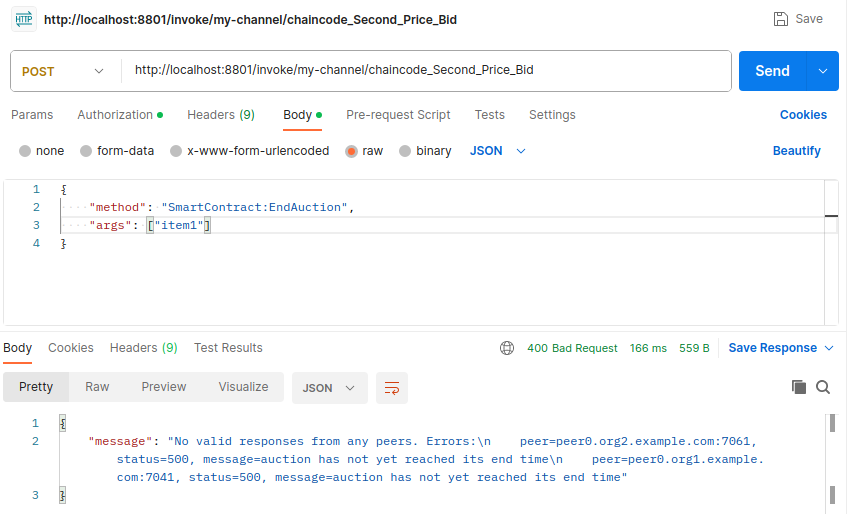 HTTP http://localhost:8801/invoke/my-channel/chaincode_Second_Price_Bid Save
POST http://localhost:8801/invoke/my-channel/chaincode_Second_Price_Bid Send
Params Authorization Headers (9) Body Pre-request Script Tests Settings Cookies
none form-data x-www-form-urlencoded raw binary JSON Beautify
1 {
2 ····"method":·"SmartContract:EndAuction",
3 ····"args":·["item1"]
4 }
Body Cookies Headers (9) Test Results 400 Bad Request 166 ms 559 B Save Response
Pretty Raw Preview Visualize JSON
1 {
2 "message": "No valid responses from any peers. Errors:\n    peer=peer0.org2.example.com:7061,
status=500, message=auction has not yet reached its end time\n    peer=peer0.org1.example.
com:7041, status=500, message=auction has not yet reached its end time"
3 }